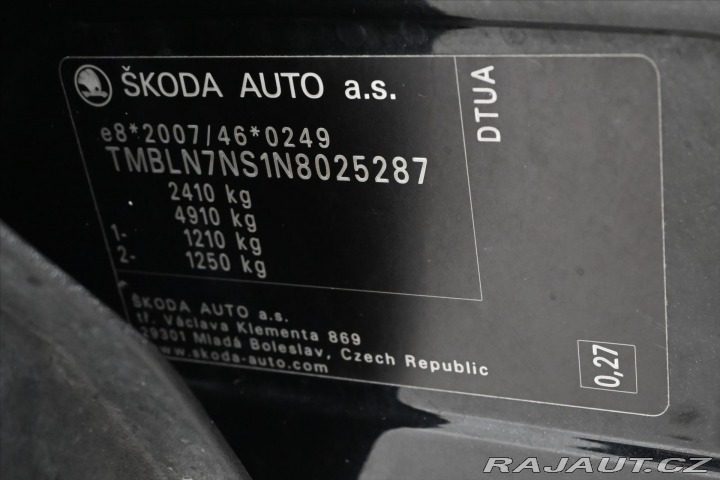 ŠKODA AUTO a.s.
e8*2007/46*0249
TMBLN7NS1N8025287
2410 kg
4910 kg
1- 1210 kg
2- 1250 kg
DTUA
ŠKODA AUTO a.s.
tř. Václava Klementa 869
29301 Mladá Boleslav, Czech Republic
www.skoda-auto.com
0,27
RAJAUT.CZ